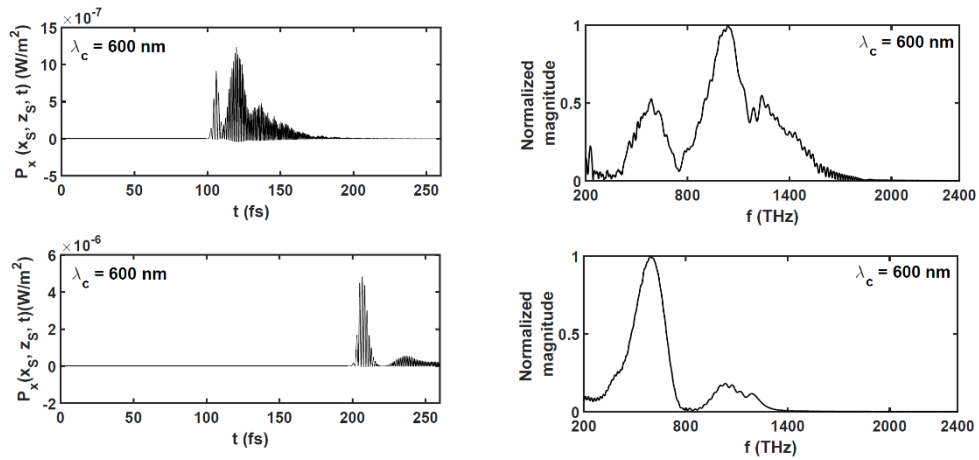 ×10⁻⁷
λc = 600 nm
Px (xS, zS, t) (W/m²)
15
10
5
0
-5
0 50 100 150 200 250
t (fs)
λc = 600 nm
Normalized
magnitude
1
0.5
0
200 800 1400 2000 2400
f (THz)
×10⁻⁶
λc = 600 nm
Px(xS, zS, t)(W/m²)
6
4
2
0
-2
0 50 100 150 200 250
t (fs)
λc = 600 nm
Normalized
magnitude
1
0.5
0
200 800 1400 2000 2400
f (THz)